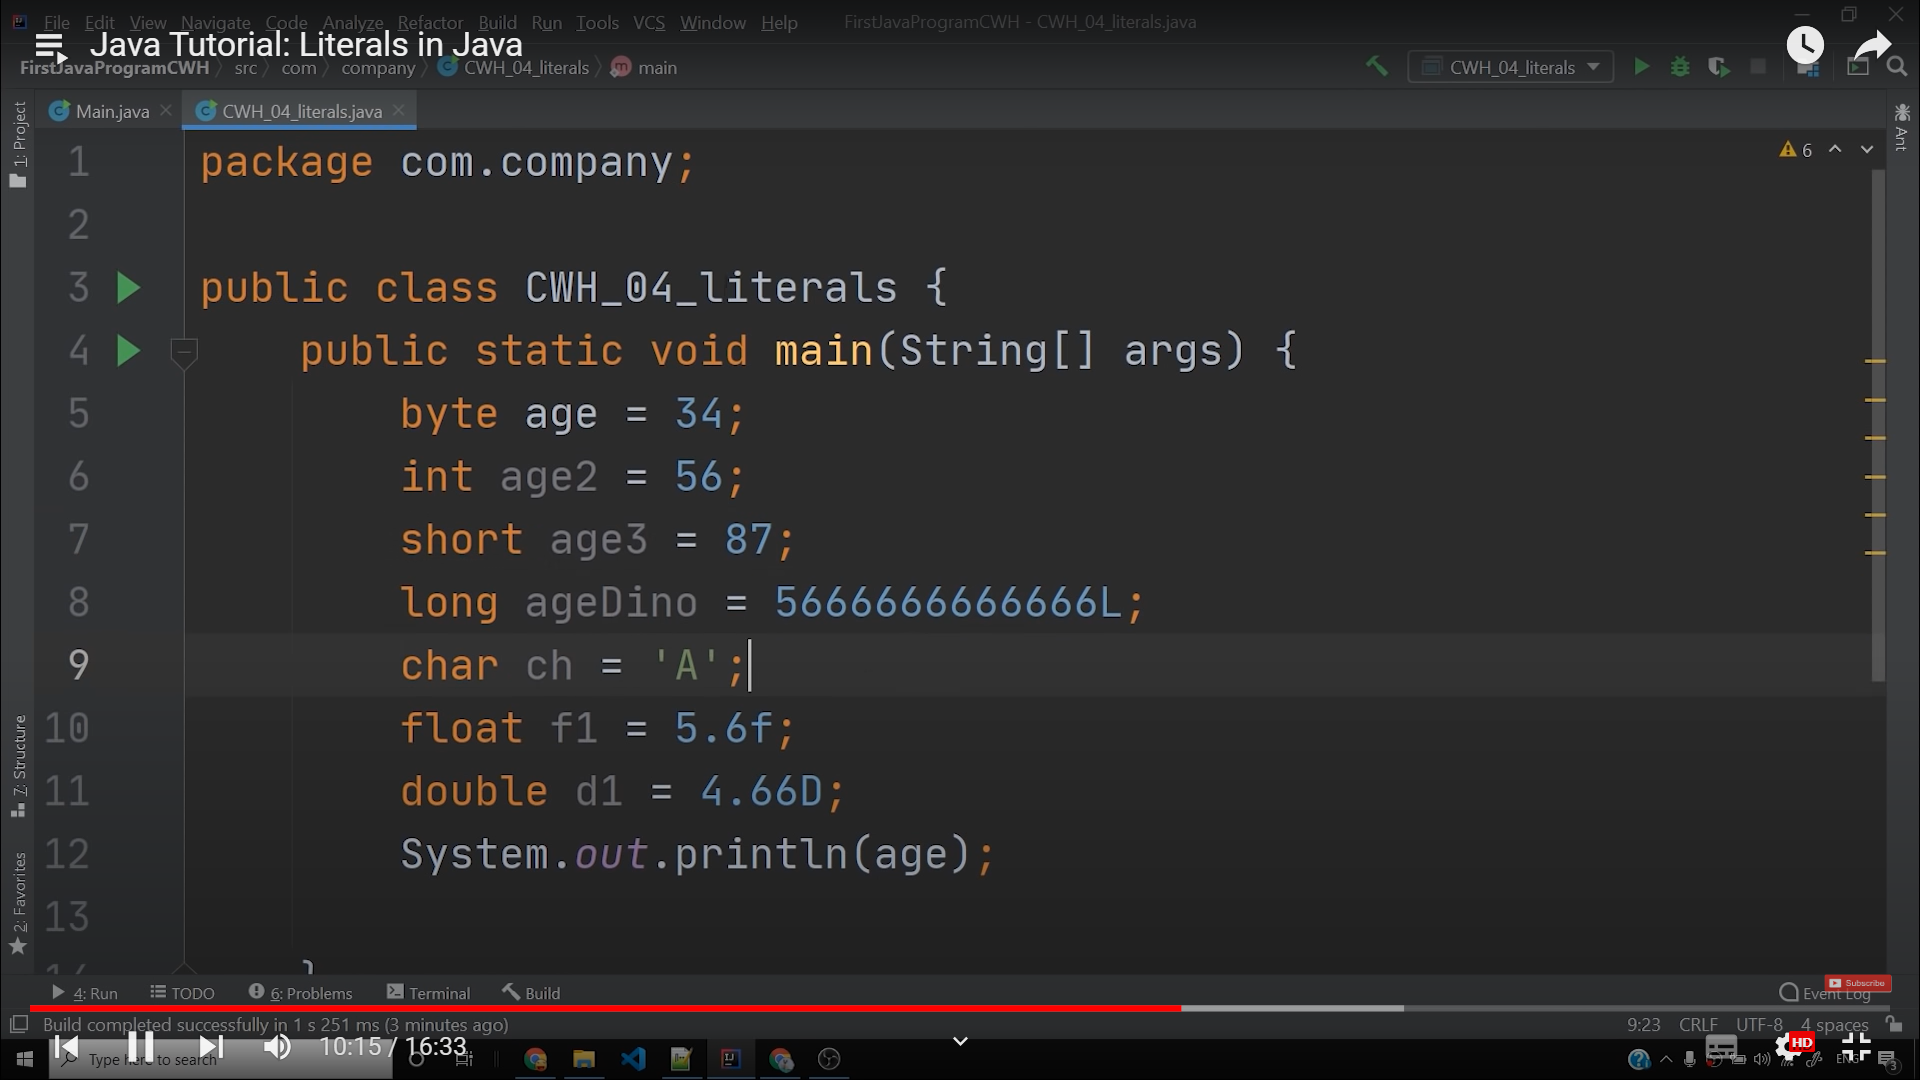 File Edit View Navigate Code Analyze Refactor Build Run Tools VCS Window Help FirstJavaProgramCWH - CWH_04_literals.java
Java Tutorial: Literals in Java
FirstJavaProgramCWH src com company CWH_04_literals main CWH_04_literals
Main.java CWH_04_literals.java
1: Project
Ant
6
1 package com.company;
2
3 public class CWH_04_literals {
4 public static void main(String[] args) {
5 byte age = 34;
6 int age2 = 56;
7 short age3 = 87;
8 long ageDino = 5666666666666L;
9 char ch = 'A';
10 float f1 = 5.6f;
11 double d1 = 4.66D;
12 System.out.println(age);
13
14 }
7: Structure
2: Favorites
Subscribe
4: Run TODO 6: Problems Terminal Build Event Log
Build completed successfully in 1 s 251 ms (3 minutes ago) 9:23 CRLF UTF-8 4 spaces
10:15 / 16:33 HD
Type here to search ENG 3